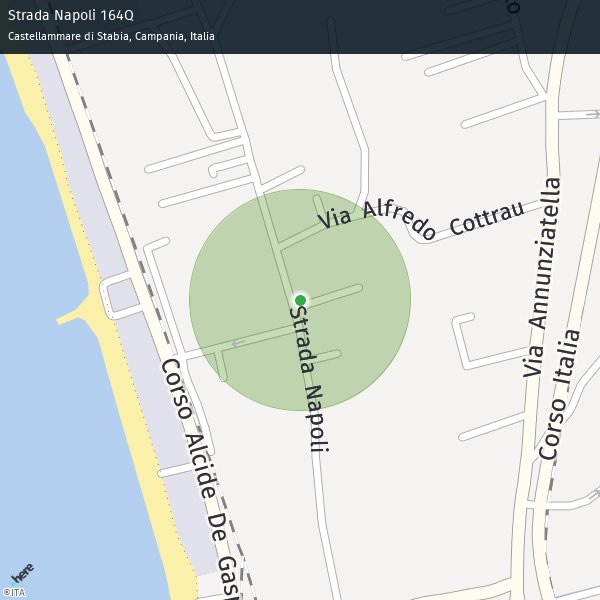 Strada Napoli 164Q
Castellammare di Stabia, Campania, Italia
Via Alfredo Cottrau
Via Annunziatella
Corso Italia
Strada Napoli
Corso Alcide De Gasp
here
©ITA